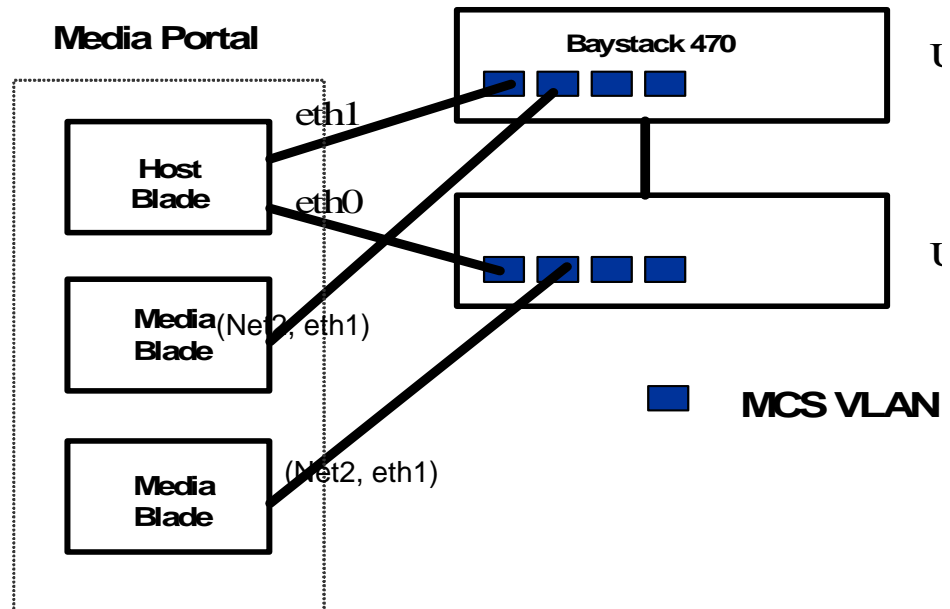 Media Portal
Baystack 470
U
eth1
Host
Blade
eth0
U
Media
Blade
(Net2, eth1)
MCS VLAN
Media
Blade
(Net2, eth1)